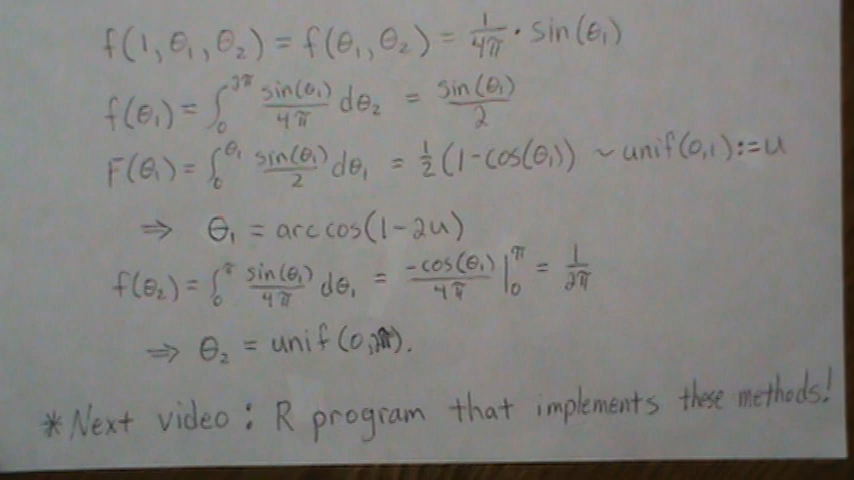 f(1, θ₁, θ₂) = f(θ₁, θ₂) = 1/4π · sin(θ₁)
f(θ₁) = ∫₀^2π sin(θ₁)/4π dθ₂ = sin(θ₁)/2
F(θ₁) = ∫₀^θ₁ sin(θ₁)/2 dθ₁ = 1/2 (1-cos(θ₁)) ~ unif(0,1) := u
⇒ θ₁ = arccos(1-2u)
f(θ₂) = ∫₀^π sin(θ₁)/4π dθ₁ = -cos(θ₁)/4π |₀^π = 1/2π
⇒ θ₂ = unif(0,2π).
*Next video: R program that implements these methods!